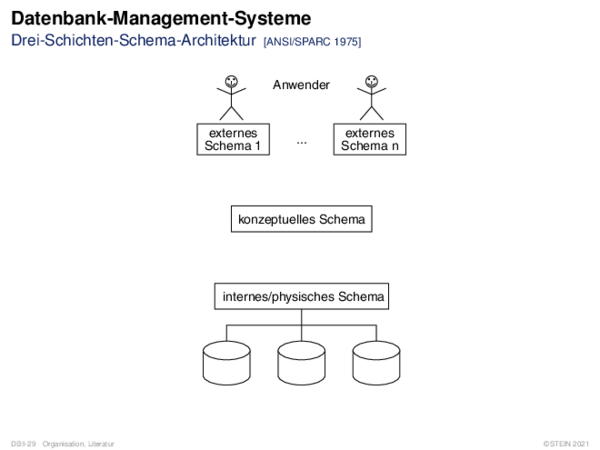 Datenbank-Management-Systeme
Drei-Schichten-Schema-Architektur [ANSI/SPARC 1975]
Anwender
externes
Schema 1
...
externes
Schema n
konzeptuelles Schema
internes/physisches Schema
DB:I-29 Organisation, Literatur
©STEIN 2021